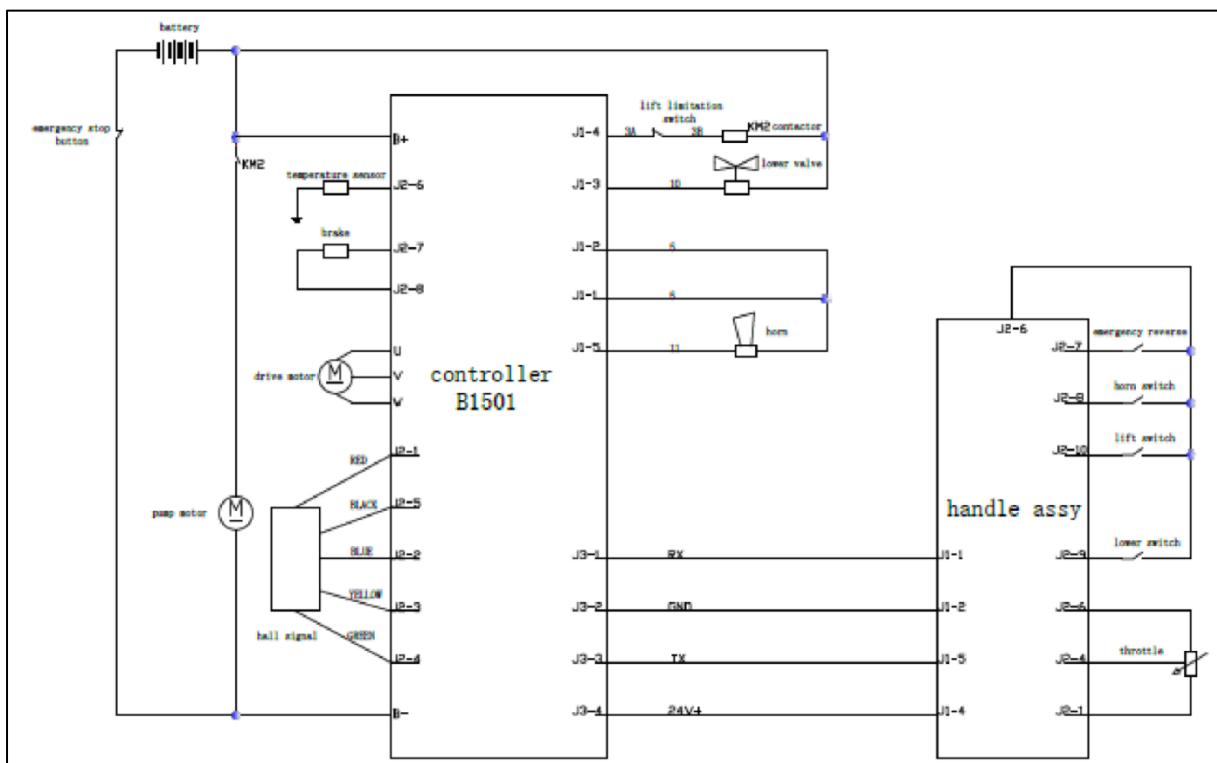 battery
emergency stop
button
KM2
temperature sensor
brake
drive motor
M
U
V
W
pump motor
M
RED
BLACK
BLUE
YELLOW
GREEN
hall signal
B+
J2-6
J2-7
J2-8
J2-1
J2-5
J2-2
J2-3
J2-4
B-
controller
B1501
J1-4
J1-3
J1-2
J1-1
J1-5
J3-1
J3-2
J3-3
J3-4
lift limitation
switch
3A
3B
KM2 contactor
lower valve
10
horn
11
RX
GND
TX
24V+
J1-1
J1-2
J1-5
J1-4
handle assy
J2-6
J2-7
J2-8
J2-10
J2-9
J2-6
J2-4
J2-1
emergency reverse
horn switch
lift switch
lower switch
throttle